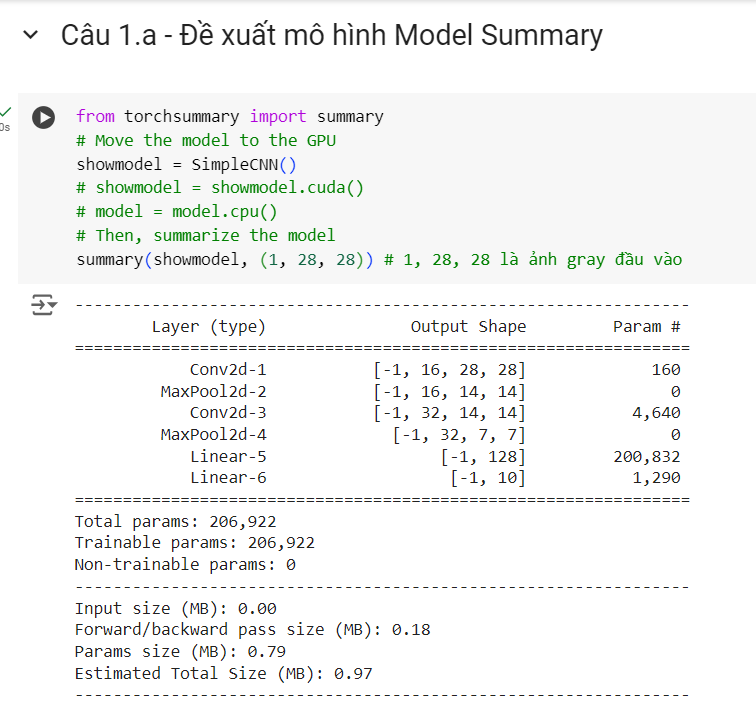 Câu 1.a - Đề xuất mô hình Model Summary
0s
from torchsummary import summary
# Move the model to the GPU
showmodel = SimpleCNN()
# showmodel = showmodel.cuda()
# model = model.cpu()
# Then, summarize the model
summary(showmodel, (1, 28, 28)) # 1, 28, 28 là ảnh gray đầu vào
----------------------------------------------------------------
Layer (type) Output Shape Param #
================================================================
Conv2d-1 [-1, 16, 28, 28] 160
MaxPool2d-2 [-1, 16, 14, 14] 0
Conv2d-3 [-1, 32, 14, 14] 4,640
MaxPool2d-4 [-1, 32, 7, 7] 0
Linear-5 [-1, 128] 200,832
Linear-6 [-1, 10] 1,290
================================================================
Total params: 206,922
Trainable params: 206,922
Non-trainable params: 0
----------------------------------------------------------------
Input size (MB): 0.00
Forward/backward pass size (MB): 0.18
Params size (MB): 0.79
Estimated Total Size (MB): 0.97
----------------------------------------------------------------